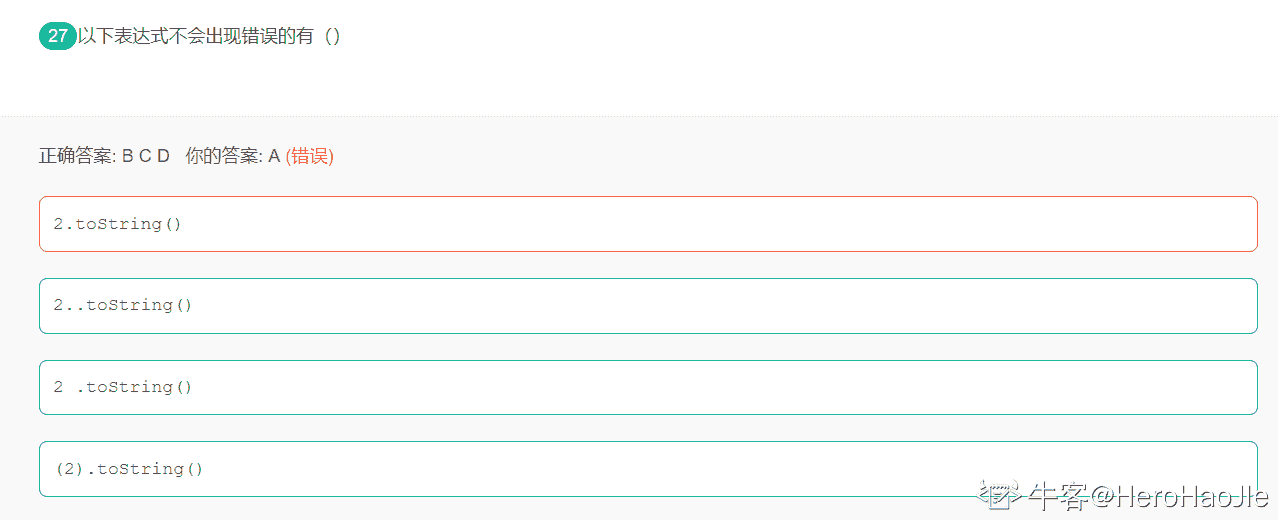 27 以下表达式不会出现错误的有（）
正确答案: B C D 你的答案: A (错误)
2.toString()
2..toString()
2 .toString()
(2).toString()
牛客@HeroHaoJie